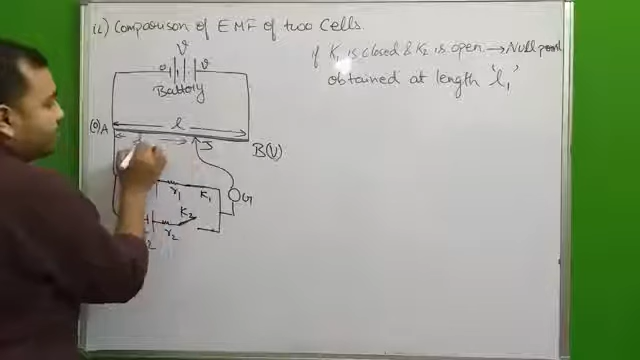 ii) Comparison of EMF of two Cells.
if K₁ is closed & K₂ is open. → Null point
obtained at length 'l₁'
V
0 V
Battery
l
(0)A
J
B(V)
r₁ K₁
G
K₂
r₂